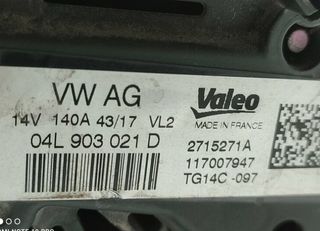 VW AG
Valeo
14V 140A 43/17 VL2
MADE IN FRANCE
04L 903 021 D
2715271A
117007947
TG14C -097